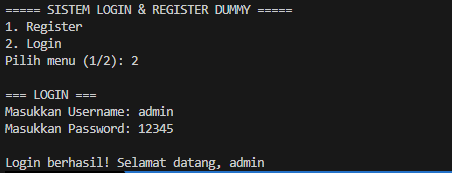 ===== SISTEM LOGIN & REGISTER DUMMY =====
1. Register
2. Login
Pilih menu (1/2): 2
=== LOGIN ===
Masukkan Username: admin
Masukkan Password: 12345
Login berhasil! Selamat datang, admin